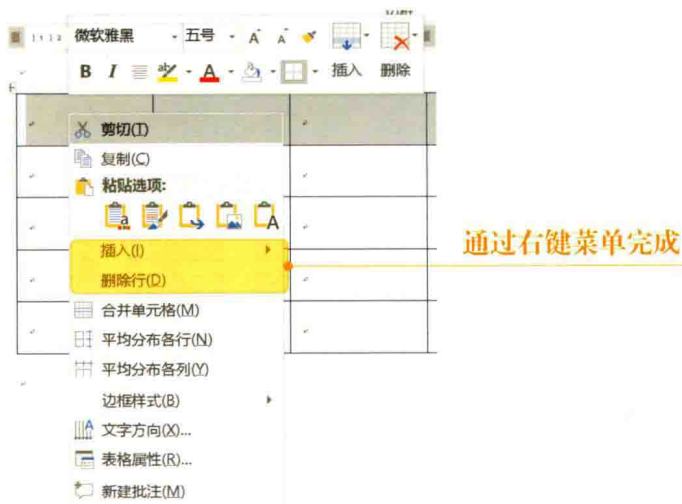 微软雅黑 五号 A A
B I ab A 插入 删除
剪切(T)
复制(C)
粘贴选项:
插入(I)
删除行(D)
通过右键菜单完成
合并单元格(M)
平均分布各行(N)
平均分布各列(Y)
边框样式(B)
文字方向(X)...
表格属性(R)...
新建批注(M)